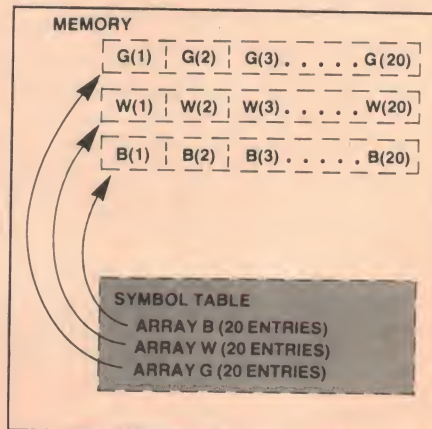 MEMORY
G(1) G(2) G(3) . . . . . G(20)
W(1) W(2) W(3) . . . . . W(20)
B(1) B(2) B(3) . . . . . B(20)
SYMBOL TABLE
ARRAY B (20 ENTRIES)
ARRAY W (20 ENTRIES)
ARRAY G (20 ENTRIES)